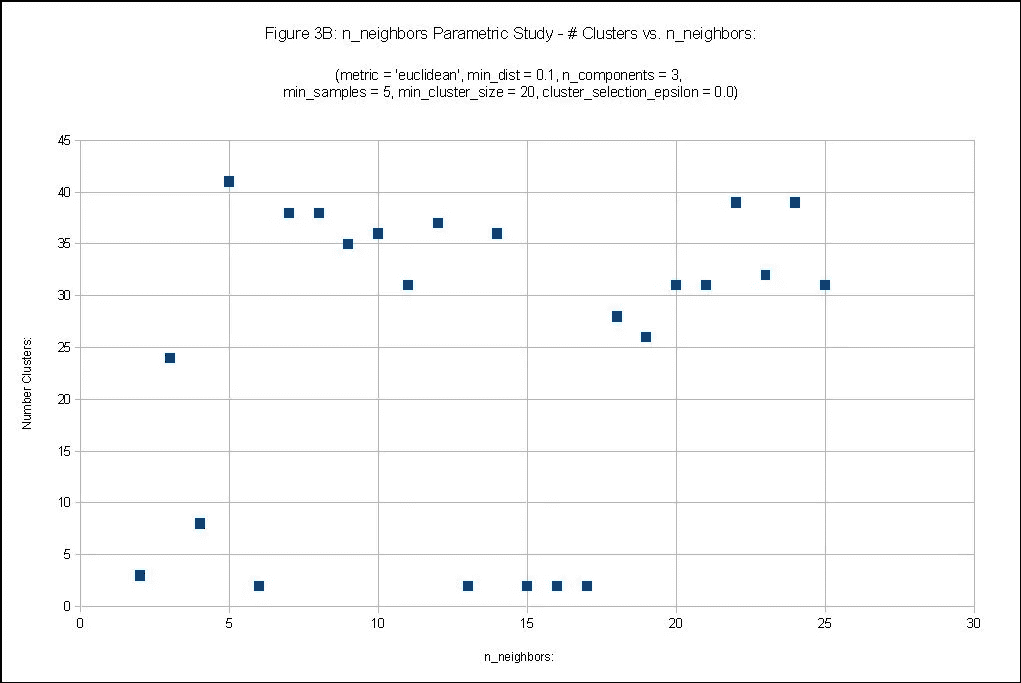 Figure 3B: n_neighbors Parametric Study - # Clusters vs. n_neighbors:
(metric = 'euclidean', min_dist = 0.1, n_components = 3,
min_samples = 5, min_cluster_size = 20, cluster_selection_epsilon = 0.0)
45
40
35
30
25
20
15
10
5
0
Number Clusters:
0 5 10 15 20 25 30
n_neighbors: